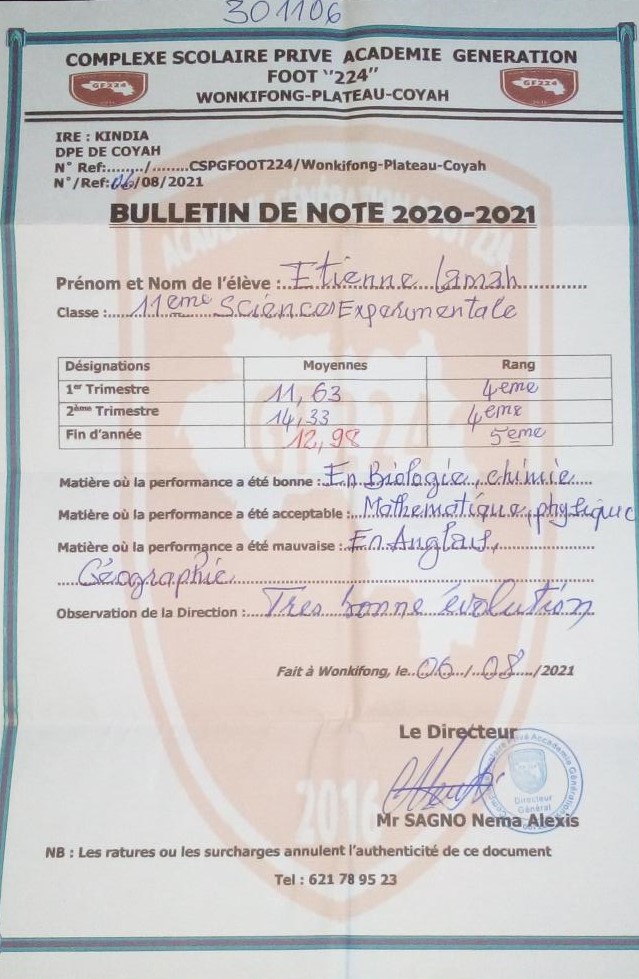 301106
COMPLEXE SCOLAIRE PRIVE ACADEMIE GENERATION
FOOT "224"
WONKIFONG-PLATEAU-COYAH
GF224
GF224
IRE : KINDIA
DPE DE COYAH
N° Ref:......../........CSPGFOOT224/Wonkifong-Plateau-Coyah
N°/Ref:06/08/2021
BULLETIN DE NOTE 2020-2021
Prénom et Nom de l'élève : Etienne Lamah
Classe : 11eme Sciences Experimentale
Désignations Moyennes Rang
1er Trimestre 11,63 4eme
2ème Trimestre 14,33 4eme
Fin d'année 12,98 5eme
Matière où la performance a été bonne : En Biologie, chimie
Matière où la performance a été acceptable : Mathematique, physique
Matière où la performance a été mauvaise : En Anglais,
Géographie
Observation de la Direction : Tres bonne évolution
Fait à Wonkifong, le 06/08/2021
Le Directeur
Directeur
Général
Mr SAGNO Nema Alexis
2016
NB : Les ratures ou les surcharges annulent l'authenticité de ce document
Tel : 621 78 95 23